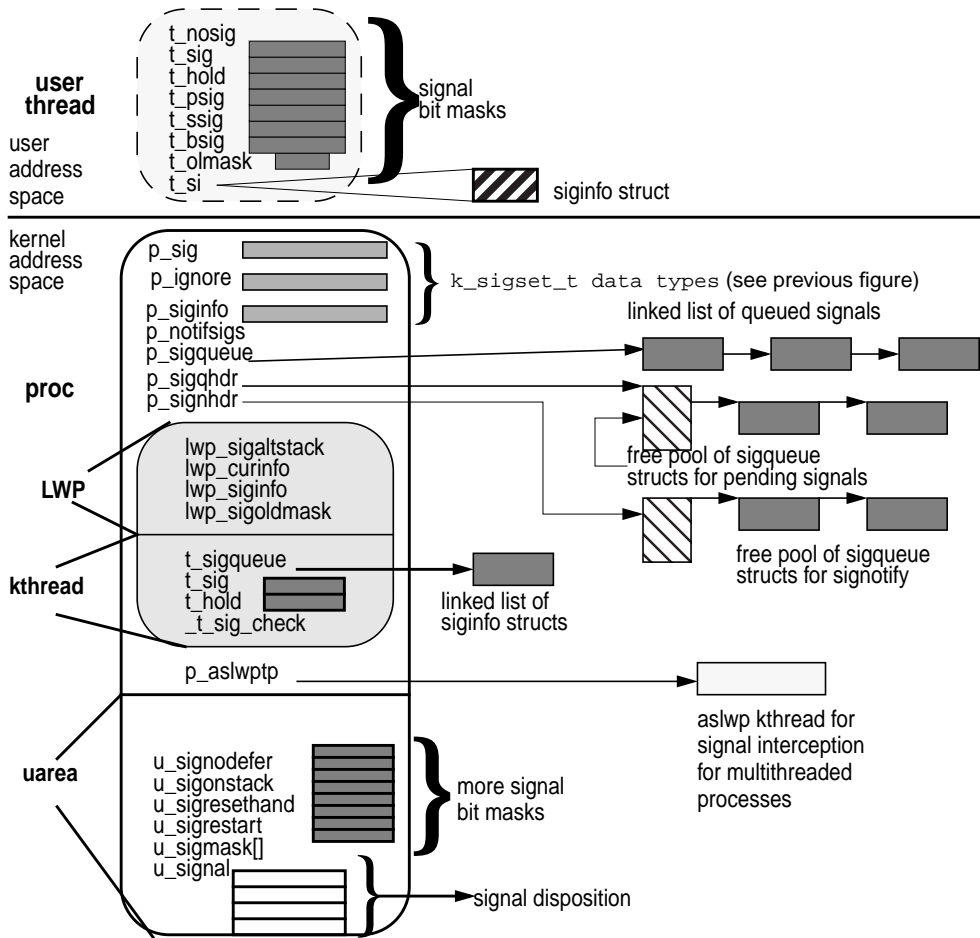 t_nosig
t_sig
t_hold
t_psig
t_ssig
t_bsig
t_olmask
t_si
user
thread
user
address
space
signal
bit masks
siginfo struct
kernel
address
space
p_sig
p_ignore
p_siginfo
p_notifsigs
p_sigqueue
p_sigqhdr
p_signhdr
k_sigset_t data types (see previous figure)
linked list of queued signals
proc
free pool of sigqueue
structs for pending signals
LWP
lwp_sigaltstack
lwp_curinfo
lwp_siginfo
lwp_sigoldmask
free pool of sigqueue
structs for signotify
kthread
t_sigqueue
t_sig
t_hold
_t_sig_check
linked list of
siginfo structs
p_aslwptp
aslwp kthread for
signal interception
for multithreaded
processes
uarea
u_signodefer
u_sigonstack
u_sigresethand
u_sigrestart
u_sigmask[]
u_signal
more signal
bit masks
signal disposition